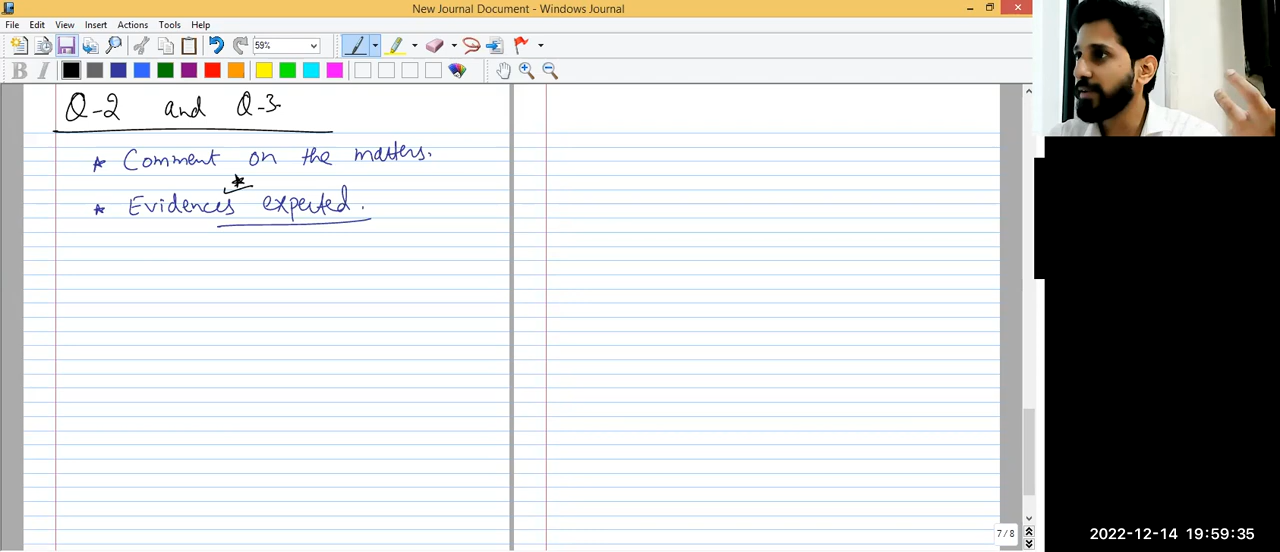 New Journal Document - Windows Journal
File Edit View Insert Actions Tools Help
59%
B I
Q-2 and Q-3
* Comment on the matters.
* Evidences expected.
7 / 8
2022-12-14 19:59:35